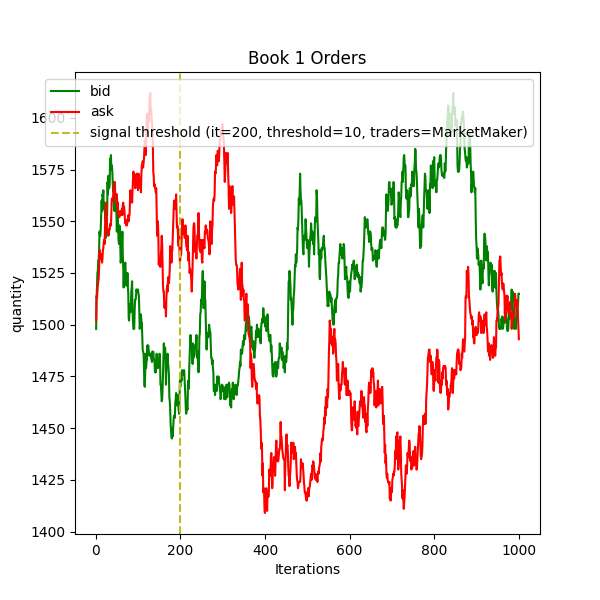 Book 1 Orders
bid
ask
signal threshold (it=200, threshold=10, traders=MarketMaker)
quantity
1600
1575
1550
1525
1500
1475
1450
1425
1400
0 200 400 600 800 1000
Iterations